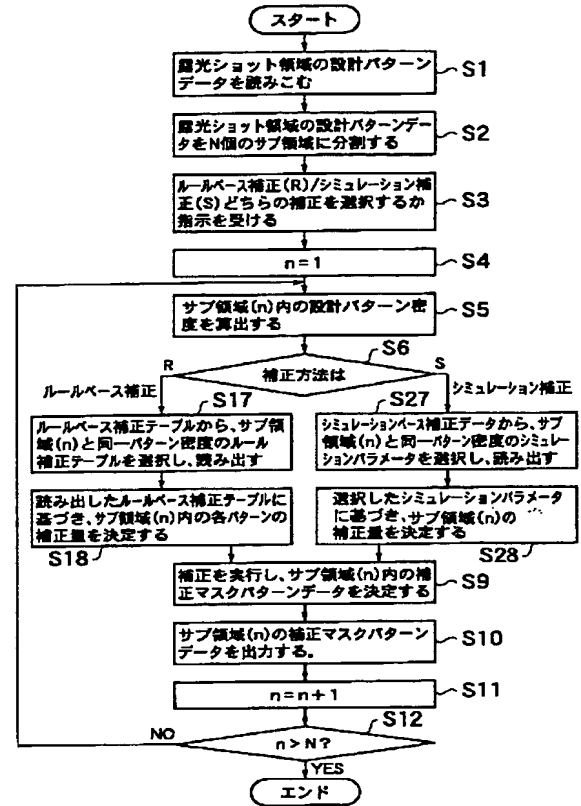 スタート
露光ショット領域の設計パターン
データを読みこむ
S1
露光ショット領域の設計パターンデータ
をN個のサブ領域に分割する
S2
ルールベース補正(R)/シミュレーション補
正(S)どちらの補正を選択するか
指示を受ける
S3
n=1
S4
サブ領域(n)内の設計パターン密
度を算出する
S5
S6
R
補正方法は
S
ルールベース補正
シミュレーション補正
S17
S27
ルールベース補正テーブルから、サブ領
域(n)と同一パターン密度のルール
補正テーブルを選択し、読み出す
シミュレーションベース補正データから、サブ
領域(n)と同一パターン密度のシミュレー
ションパラメータを選択し、読み出す
読み出したルールベース補正テーブルに
基づき、サブ領域(n)内の各パターンの
補正量を決定する
S18
選択したシミュレーションパラメータ
に基づき、サブ領域(n)の
補正量を決定する
S28
補正を実行し、サブ領域(n)内の補
正マスクパターンデータを決定する
S9
サブ領域(n)の補正マスクパターン
データを出力する。
S10
n=n+1
S11
S12
NO
n>N?
YES
エンド